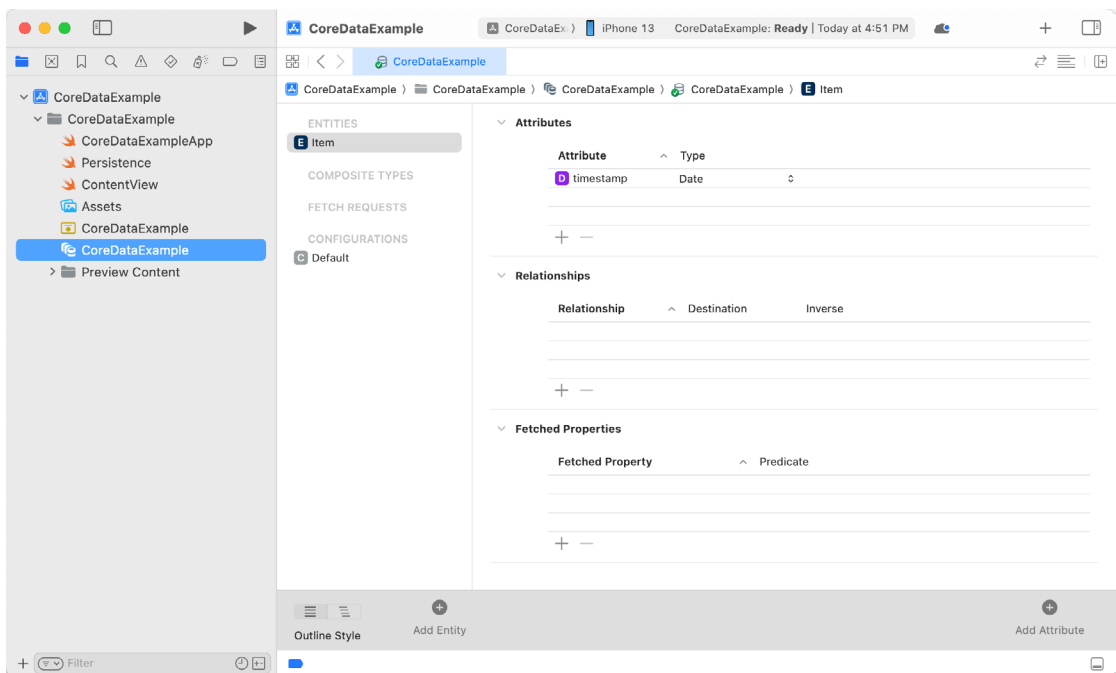 CoreDataExample
CoreDataEx 〉 iPhone 13 CoreDataExample: Ready | Today at 4:51 PM
CoreDataExample
CoreDataExample 〉 CoreDataExample 〉 CoreDataExample 〉 CoreDataExample 〉 E Item
CoreDataExample
CoreDataExample
CoreDataExampleApp
Persistence
ContentView
Assets
CoreDataExample
CoreDataExample
Preview Content
Filter
ENTITIES
E Item
COMPOSITE TYPES
FETCH REQUESTS
CONFIGURATIONS
C Default
Attributes
Attribute Type
D timestamp Date
Relationships
Relationship Destination Inverse
Fetched Properties
Fetched Property Predicate
Outline Style
Add Entity
Add Attribute